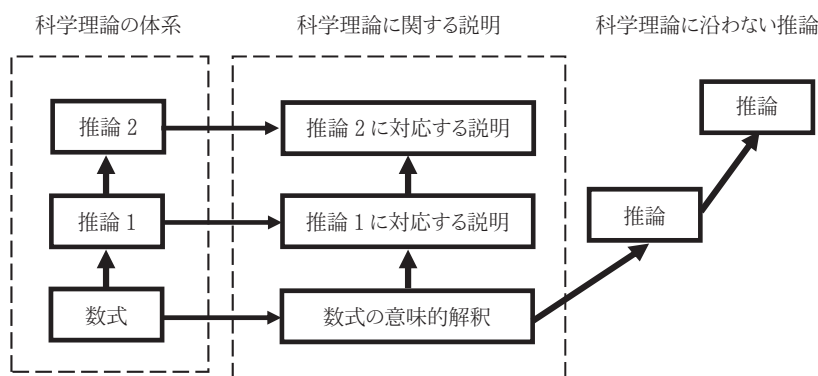 科学理論の体系
科学理論に関する説明
科学理論に沿わない推論
推論 2
推論 2 に対応する説明
推論
推論 1
推論 1 に対応する説明
推論
数式
数式の意味的解釈